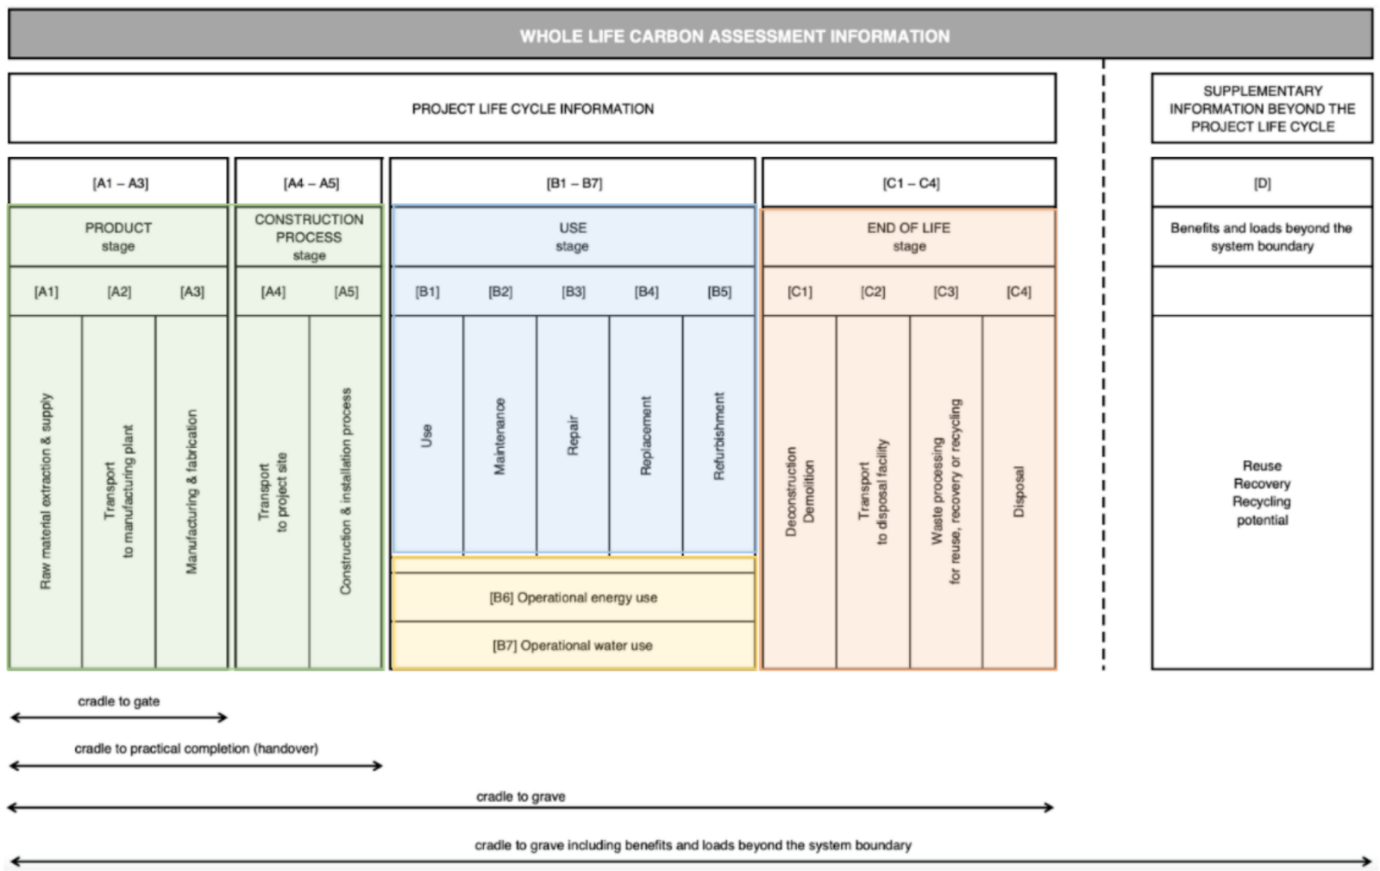 WHOLE LIFE CARBON ASSESSMENT INFORMATION
PROJECT LIFE CYCLE INFORMATION
SUPPLEMENTARY
INFORMATION BEYOND THE
PROJECT LIFE CYCLE
[A1 – A3]
[A4 – A5]
[B1 – B7]
[C1 – C4]
[D]
PRODUCT
stage
CONSTRUCTION
PROCESS
stage
USE
stage
END OF LIFE
stage
Benefits and loads beyond the
system boundary
[A1]
[A2]
[A3]
[A4]
[A5]
[B1]
[B2]
[B3]
[B4]
[B5]
[C1]
[C2]
[C3]
[C4]
Raw material extraction & supply
Transport
to manufacturing plant
Manufacturing & fabrication
Transport
to project site
Construction & installation process
Use
Maintenance
Repair
Replacement
Refurbishment
Deconstruction
Demolition
Transport
to disposal facility
Waste processing
for reuse, recovery or recycling
Disposal
Reuse
Recovery
Recycling
potential
[B6] Operational energy use
[B7] Operational water use
cradle to gate
cradle to practical completion (handover)
cradle to grave
cradle to grave including benefits and loads beyond the system boundary